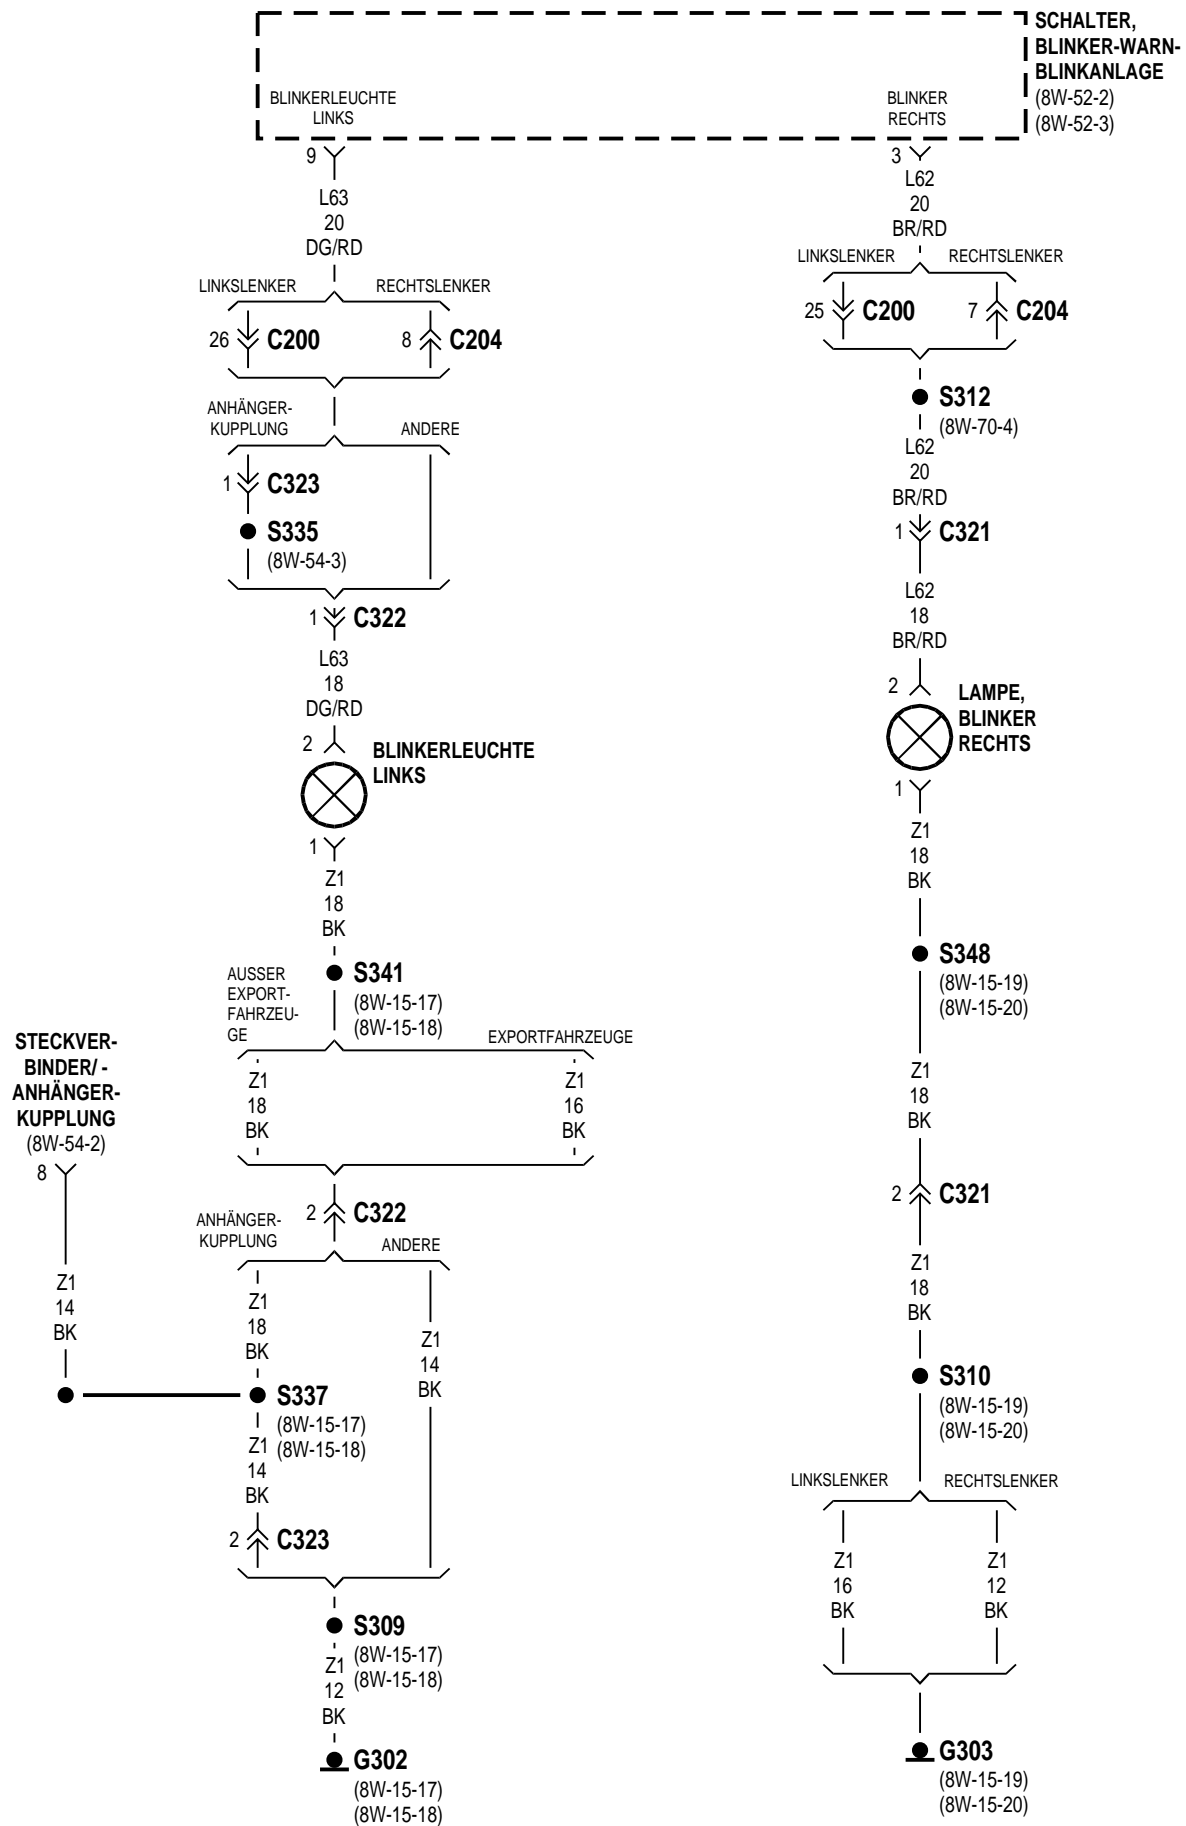 SCHALTER,
BLINKER-WARN-
BLINKANLAGE
(8W-52-2)
(8W-52-3)
BLINKERLEUCHTE
LINKS
BLINKER
RECHTS
9
L63
20
DG/RD
LINKSLENKER
RECHTSLENKER
26
C200
8
C204
ANHÄNGER-
KUPPLUNG
ANDERE
1
C323
S335
(8W-54-3)
1
C322
L63
18
DG/RD
2
BLINKERLEUCHTE
LINKS
1
Z1
18
BK
S341
(8W-15-17)
(8W-15-18)
AUSSER
EXPORT-
FAHRZEU-
GE
EXPORTFAHRZEUGE
Z1
18
BK
Z1
16
BK
STECKVER-
BINDER/ -
ANHÄNGER-
KUPPLUNG
(8W-54-2)
8
Z1
14
BK
2
C322
ANHÄNGER-
KUPPLUNG
ANDERE
Z1
18
BK
Z1
14
BK
S337
(8W-15-17)
(8W-15-18)
Z1
14
BK
2
C323
S309
(8W-15-17)
(8W-15-18)
Z1
12
BK
G302
(8W-15-17)
(8W-15-18)
3
L62
20
BR/RD
LINKSLENKER
RECHTSLENKER
25
C200
7
C204
S312
(8W-70-4)
L62
20
BR/RD
1
C321
L62
18
BR/RD
2
LAMPE,
BLINKER
RECHTS
1
Z1
18
BK
S348
(8W-15-19)
(8W-15-20)
Z1
18
BK
2
C321
Z1
18
BK
S310
(8W-15-19)
(8W-15-20)
LINKSLENKER
RECHTSLENKER
Z1
16
BK
Z1
12
BK
G303
(8W-15-19)
(8W-15-20)